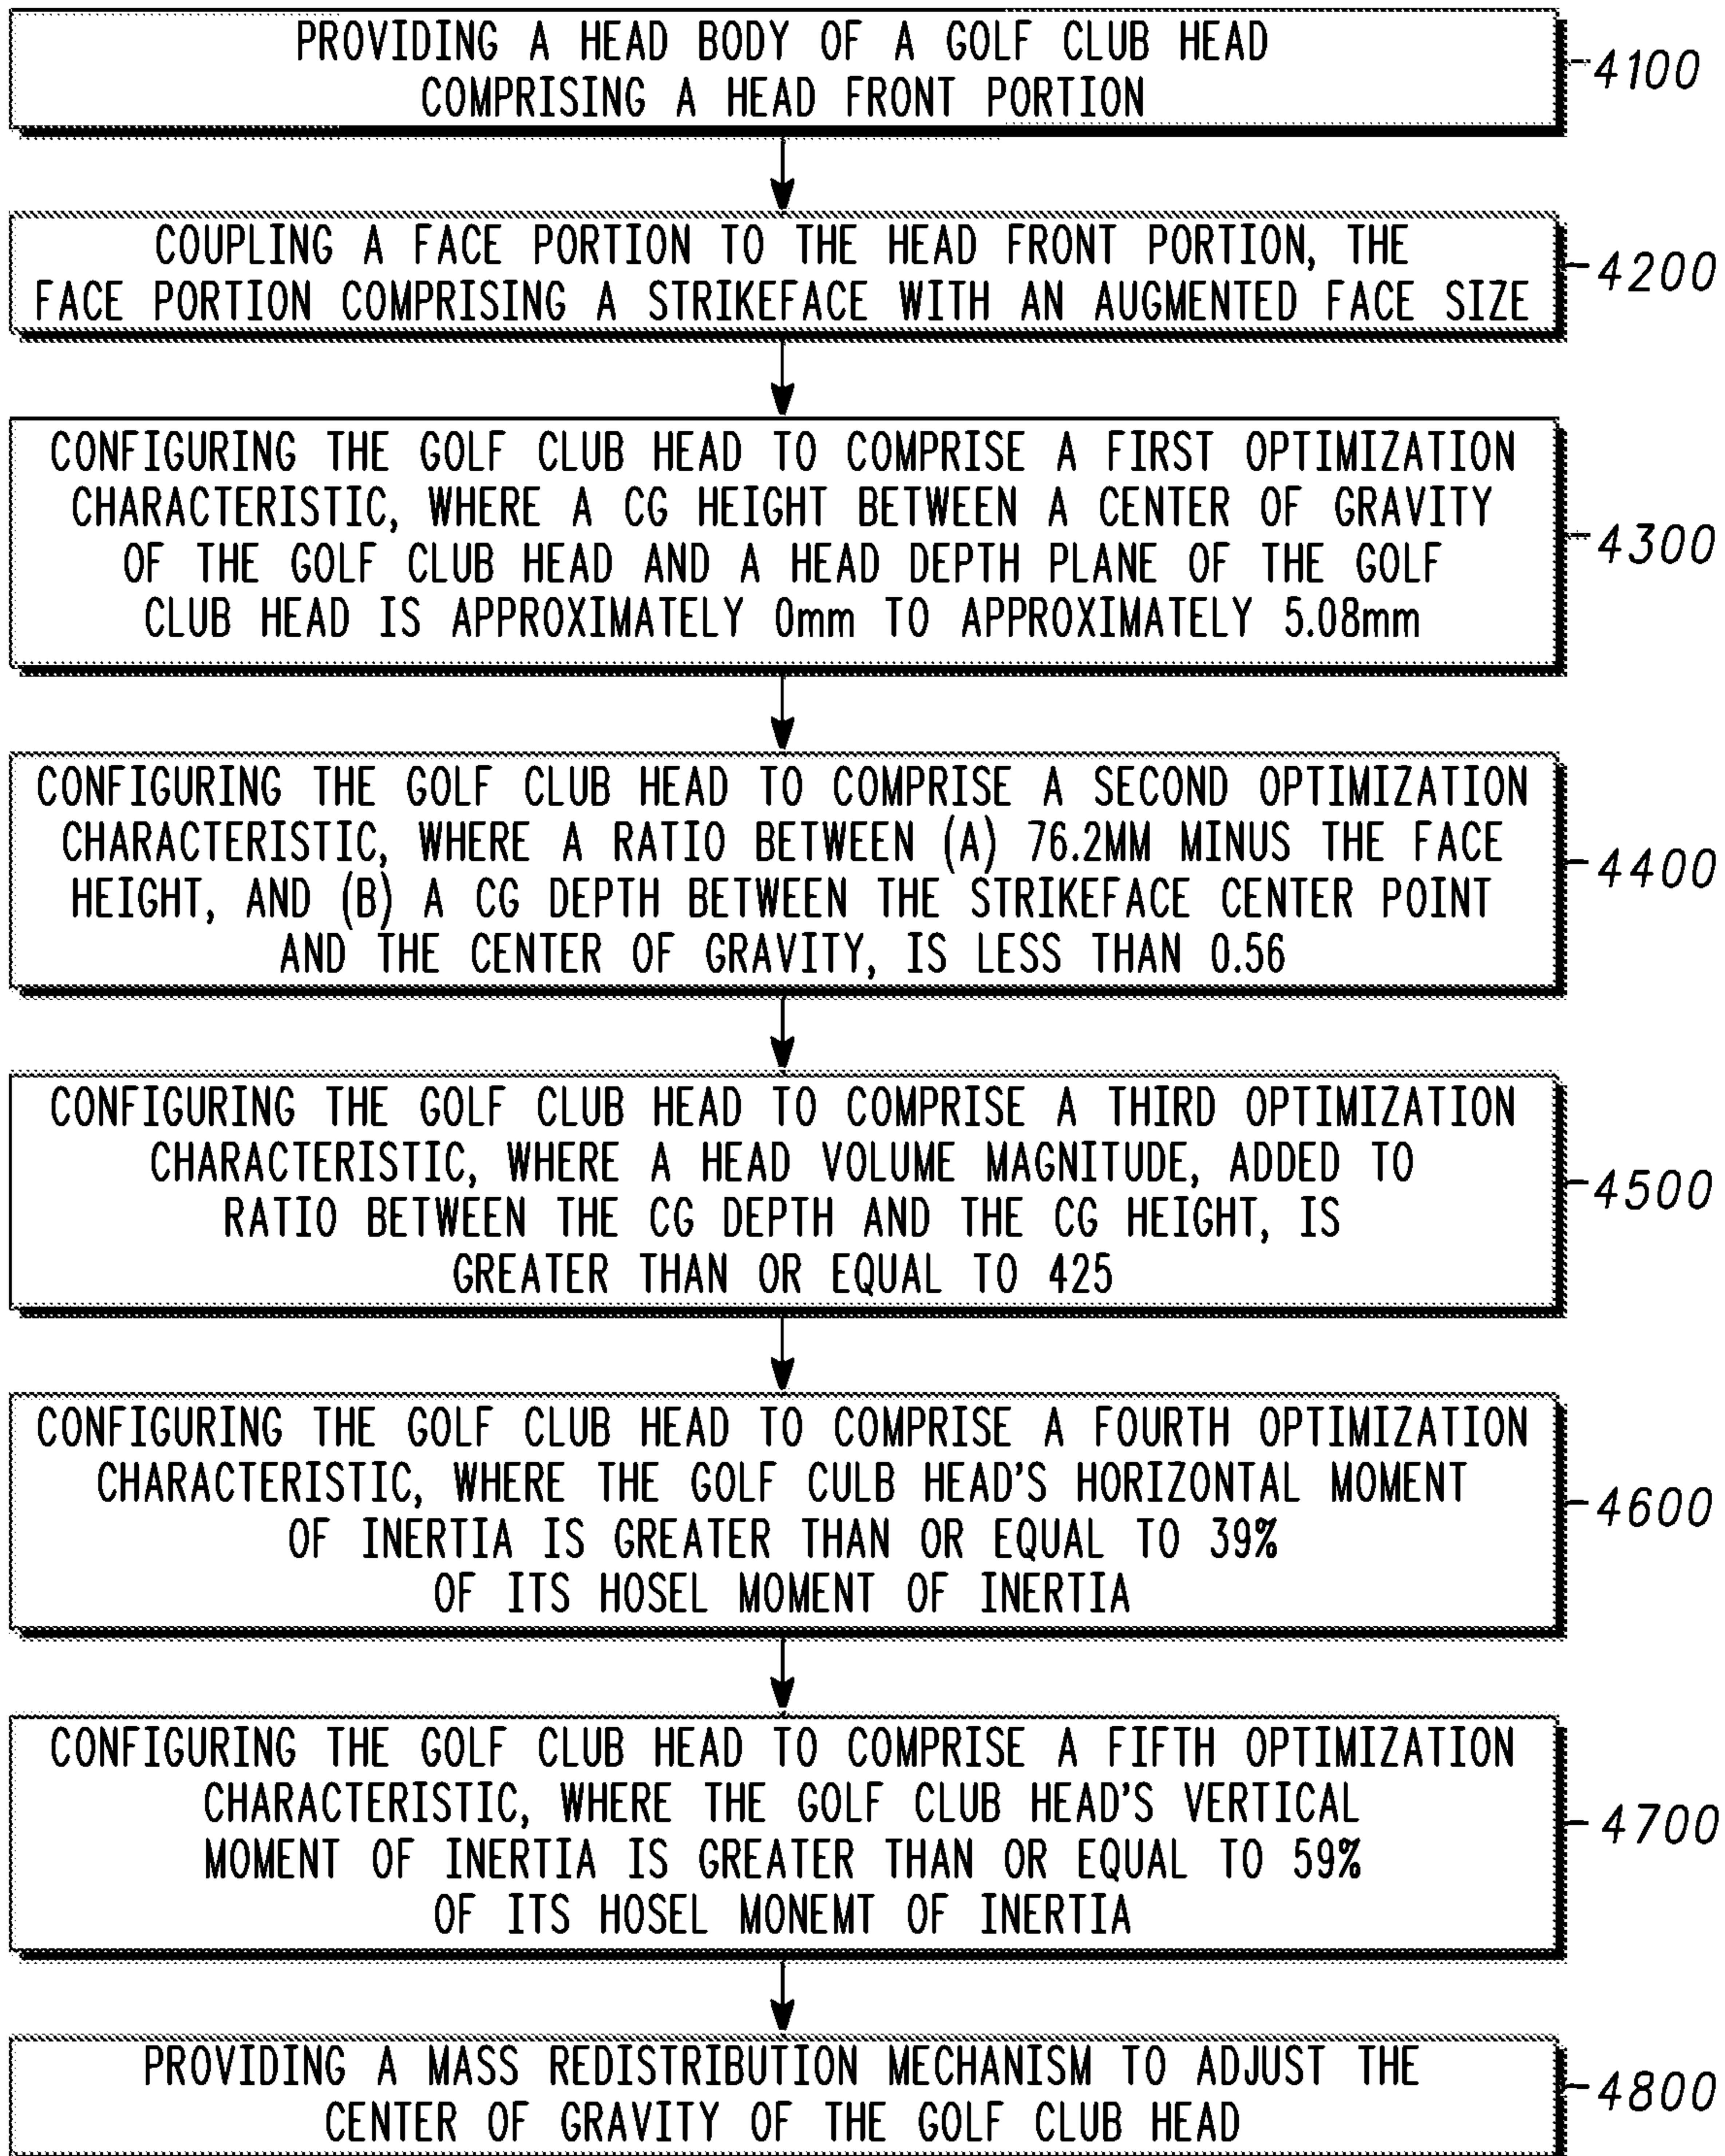 PROVIDING A HEAD BODY OF A GOLF CLUB HEAD
COMPRISING A HEAD FRONT PORTION
4100
COUPLING A FACE PORTION TO THE HEAD FRONT PORTION, THE
FACE PORTION COMPRISING A STRIKEFACE WITH AN AUGMENTED FACE SIZE
4200
CONFIGURING THE GOLF CLUB HEAD TO COMPRISE A FIRST OPTIMIZATION
CHARACTERISTIC, WHERE A CG HEIGHT BETWEEN A CENTER OF GRAVITY
OF THE GOLF CLUB HEAD AND A HEAD DEPTH PLANE OF THE GOLF
CLUB HEAD IS APPROXIMATELY 0mm TO APPROXIMATELY 5.08mm
4300
CONFIGURING THE GOLF CLUB HEAD TO COMPRISE A SECOND OPTIMIZATION
CHARACTERISTIC, WHERE A RATIO BETWEEN (A) 76.2MM MINUS THE FACE
HEIGHT, AND (B) A CG DEPTH BETWEEN THE STRIKEFACE CENTER POINT
AND THE CENTER OF GRAVITY, IS LESS THAN 0.56
4400
CONFIGURING THE GOLF CLUB HEAD TO COMPRISE A THIRD OPTIMIZATION
CHARACTERISTIC, WHERE A HEAD VOLUME MAGNITUDE, ADDED TO
RATIO BETWEEN THE CG DEPTH AND THE CG HEIGHT, IS
GREATER THAN OR EQUAL TO 425
4500
CONFIGURING THE GOLF CLUB HEAD TO COMPRISE A FOURTH OPTIMIZATION
CHARACTERISTIC, WHERE THE GOLF CULB HEAD'S HORIZONTAL MOMENT
OF INERTIA IS GREATER THAN OR EQUAL TO 39%
OF ITS HOSEL MOMENT OF INERTIA
4600
CONFIGURING THE GOLF CLUB HEAD TO COMPRISE A FIFTH OPTIMIZATION
CHARACTERISTIC, WHERE THE GOLF CLUB HEAD'S VERTICAL
MOMENT OF INERTIA IS GREATER THAN OR EQUAL TO 59%
OF ITS HOSEL MONEMT OF INERTIA
4700
PROVIDING A MASS REDISTRIBUTION MECHANISM TO ADJUST THE
CENTER OF GRAVITY OF THE GOLF CLUB HEAD
4800